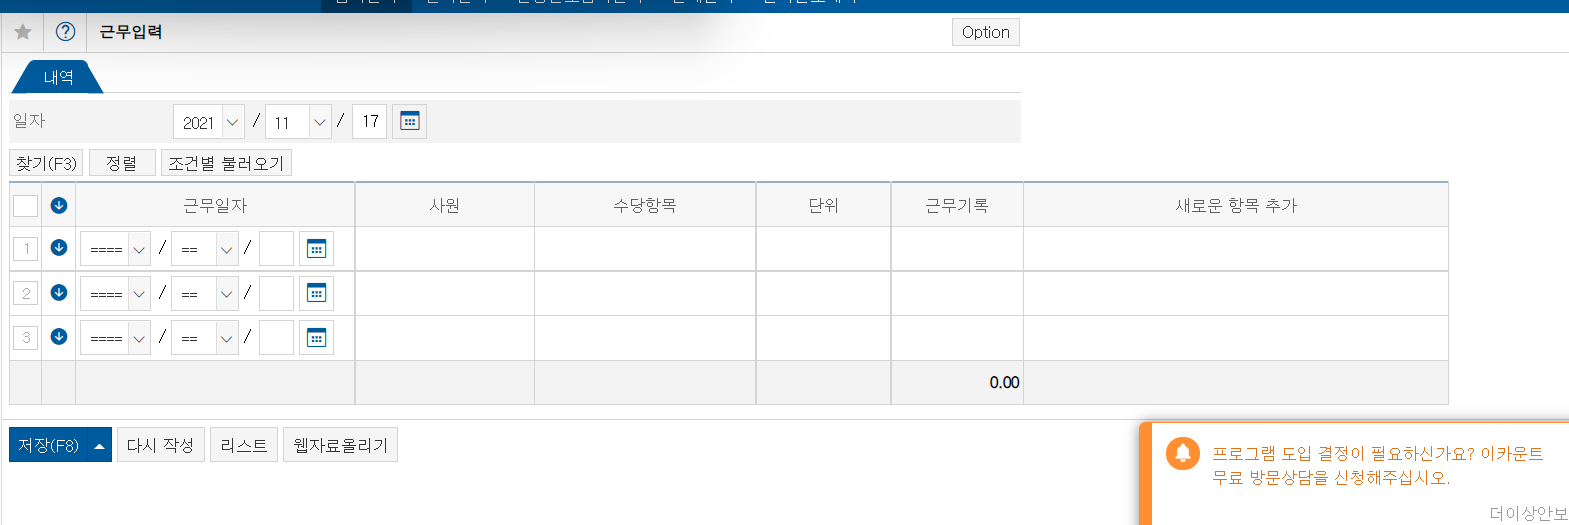 근무입력
Option
내역
일자 2021 / 11 / 17
찾기(F3) 정렬 조건별 불러오기
근무일자 사원 수당항목 단위 근무기록 새로운 항목 추가
1 ==== / == /
2 ==== / == /
3 ==== / == /
0.00
저장(F8) 다시 작성 리스트 웹자료올리기
프로그램 도입 결정이 필요하신가요? 이카운트
무료 방문상담을 신청해주십시오.
더이상안보